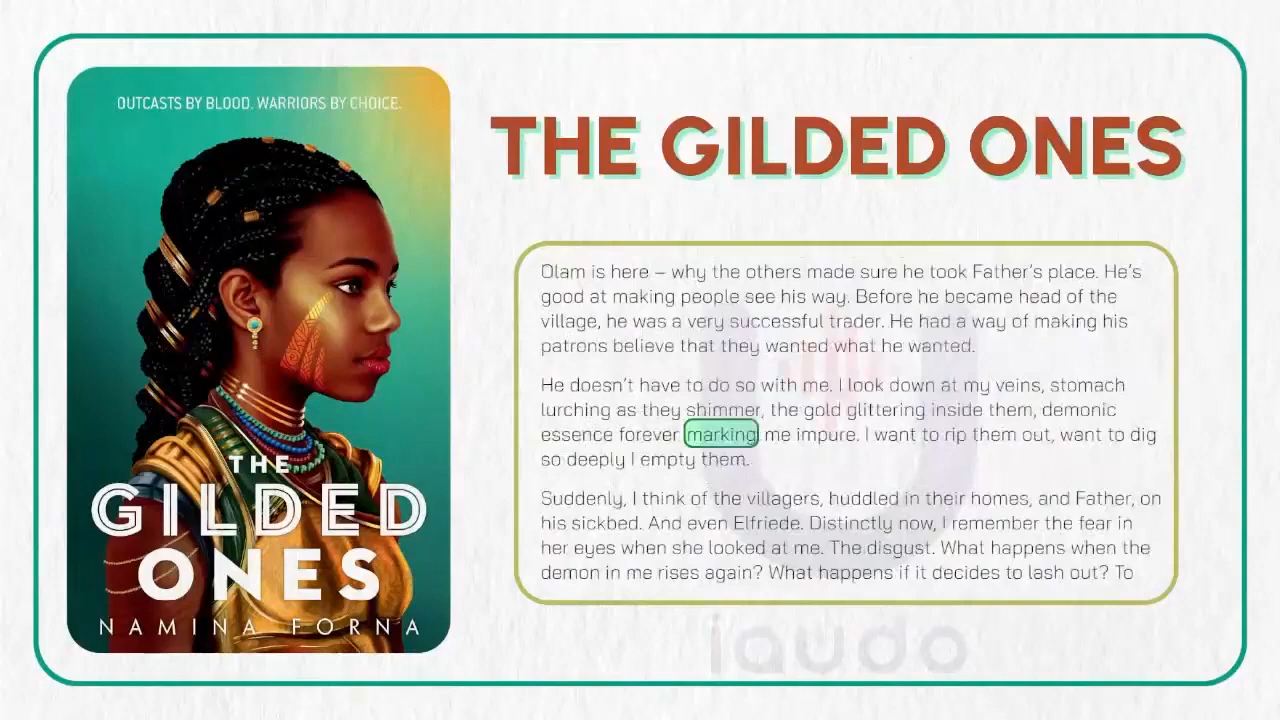 OUTCASTS BY BLOOD. WARRIORS BY CHOICE.
THE
GILDED
ONES
NAMINA FORNA
THE GILDED ONES
Olam is here – why the others made sure he took Father's place. He's
good at making people see his way. Before he became head of the
village, he was a very successful trader. He had a way of making his
patrons believe that they wanted what he wanted.
He doesn't have to do so with me. I look down at my veins, stomach
lurching as they shimmer, the gold glittering inside them, demonic
essence forever marking me impure. I want to rip them out, want to dig
so deeply I empty them.
Suddenly, I think of the villagers, huddled in their homes, and Father, on
his sickbed. And even Elfriede. Distinctly now, I remember the fear in
her eyes when she looked at me. The disgust. What happens when the
demon in me rises again? What happens if it decides to lash out? To
iaudo